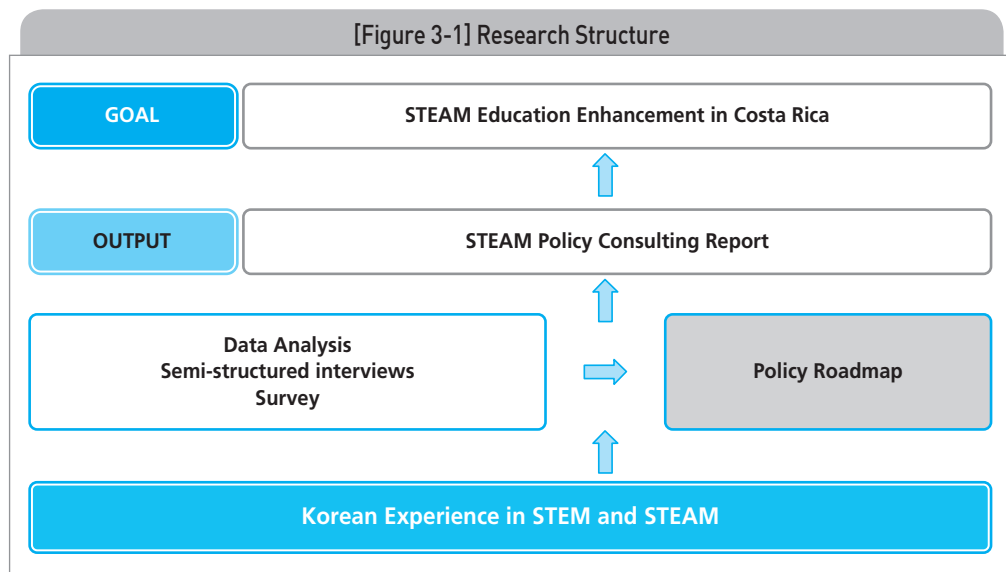 [Figure 3-1] Research Structure
GOAL
STEAM Education Enhancement in Costa Rica
OUTPUT
STEAM Policy Consulting Report
Data Analysis
Semi-structured interviews
Survey
Policy Roadmap
Korean Experience in STEM and STEAM